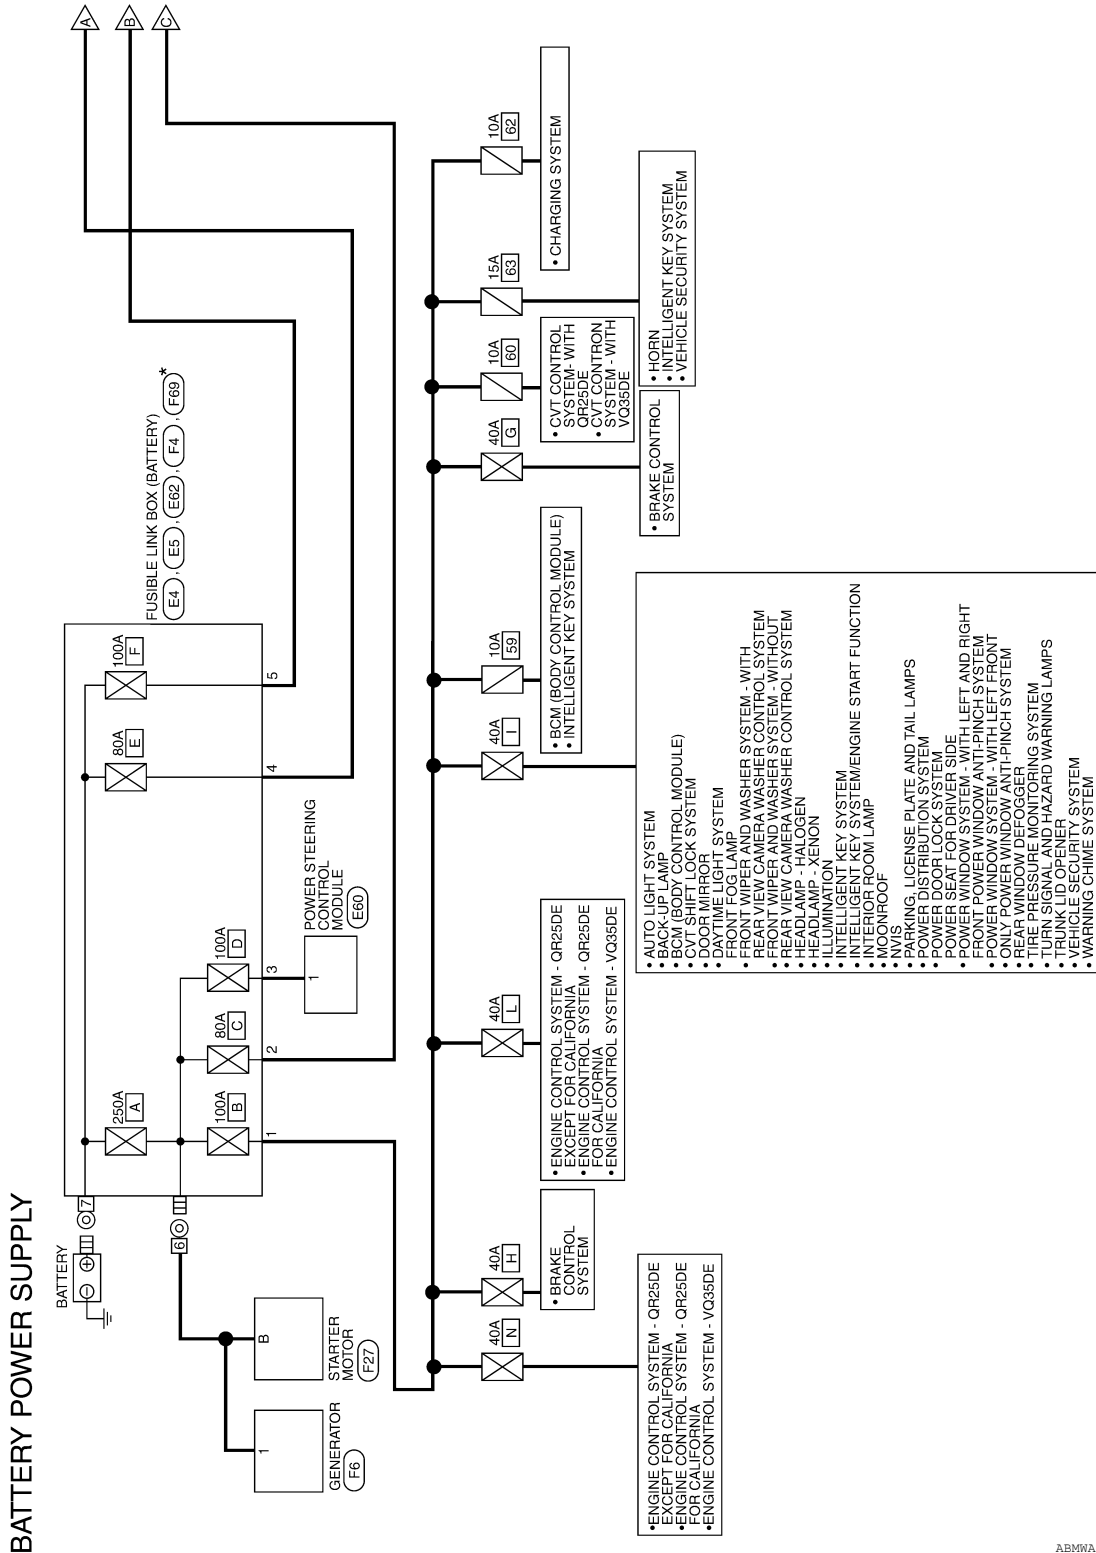 BATTERY POWER SUPPLY
BATTERY
7
6
250A
A
100A
B
80A
C
100A
D
80A
E
100A
F
1
2
3
4
5
FUSIBLE LINK BOX (BATTERY)
E4 , E5 , E62 , F4 , F69 *
A
B
C
GENERATOR
F6
1
STARTER
MOTOR
F27
B
POWER STEERING
CONTROL
MODULE
E60
1
40A
N
40A
H
40A
L
40A
I
10A
59
40A
G
10A
60
15A
63
10A
62
• BRAKE
CONTROL
SYSTEM
• ENGINE CONTROL SYSTEM - QR25DE
EXCEPT FOR CALIFORNIA
• ENGINE CONTROL SYSTEM - QR25DE
FOR CALIFORNIA
• ENGINE CONTROL SYSTEM - VQ35DE
• BCM (BODY CONTROL MODULE)
• INTELLIGENT KEY SYSTEM
• CVT CONTROL
SYSTEM- WITH
QR25DE
• CVT CONTRON
SYSTEM - WITH
VQ35DE
• CHARGING SYSTEM
• ENGINE CONTROL SYSTEM - QR25DE
EXCEPT FOR CALIFORNIA
• ENGINE CONTROL SYSTEM - QR25DE
FOR CALIFORNIA
• ENGINE CONTROL SYSTEM - VQ35DE
• AUTO LIGHT SYSTEM
• BACK-UP LAMP
• BCM (BODY CONTROL MODULE)
• CVT SHIFT LOCK SYSTEM
• DOOR MIRROR
• DAYTIME LIGHT SYSTEM
• FRONT FOG LAMP
• FRONT WIPER AND WASHER SYSTEM - WITH
REAR VIEW CAMERA WASHER CONTROL SYSTEM
• FRONT WIPER AND WASHER SYSTEM - WITHOUT
REAR VIEW CAMERA WASHER CONTROL SYSTEM
• HEADLAMP - HALOGEN
• HEADLAMP - XENON
• ILLUMINATION
• INTELLIGENT KEY SYSTEM
• INTELLIGENT KEY SYSTEM/ENGINE START FUNCTION
• INTERIOR ROOM LAMP
• MOONROOF
• NVIS
• PARKING, LICENSE PLATE AND TAIL LAMPS
• POWER DISTRIBUTION SYSTEM
• POWER DOOR LOCK SYSTEM
• POWER SEAT FOR DRIVER SIDE
• POWER WINDOW SYSTEM - WITH LEFT AND RIGHT
FRONT POWER WINDOW ANTI-PINCH SYSTEM
• POWER WINDOW SYSTEM - WITH LEFT FRONT
ONLY POWER WINDOW ANTI-PINCH SYSTEM
• REAR WINDOW DEFOGGER
• TIRE PRESSURE MONITORING SYSTEM
• TURN SIGNAL AND HAZARD WARNING LAMPS
• TRUNK LID OPENER
• VEHICLE SECURITY SYSTEM
• WARNING CHIME SYSTEM
• BRAKE CONTROL
SYSTEM
• HORN
• INTELLIGENT KEY SYSTEM
• VEHICLE SECURITY SYSTEM
ABMWA